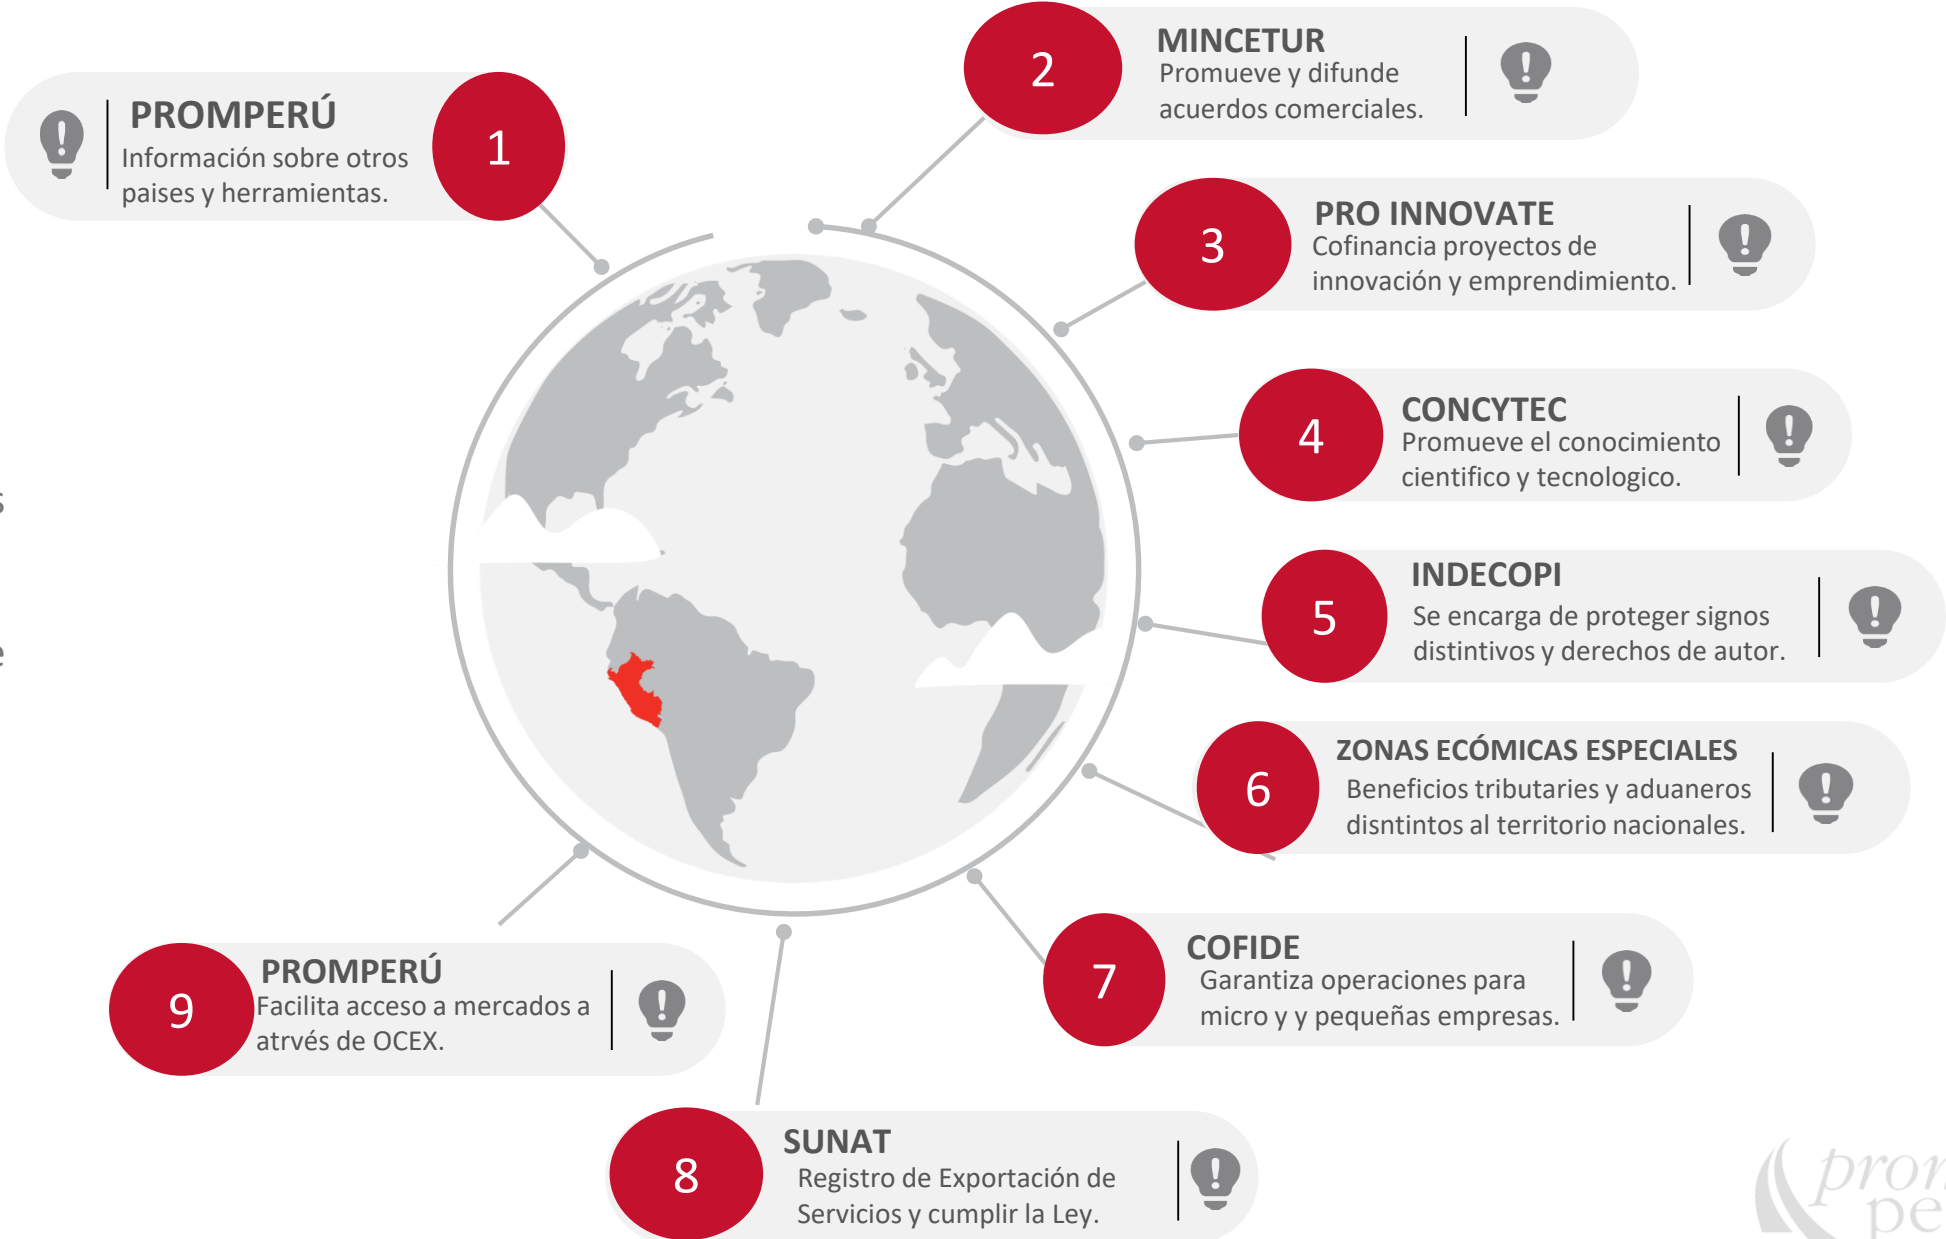 1
PROMPERÚ
Información sobre otros
paises y herramientas.
2
MINCETUR
Promueve y difunde
acuerdos comerciales.
3
PRO INNOVATE
Cofinancia proyectos de
innovación y emprendimiento.
4
CONCYTEC
Promueve el conocimiento
cientifico y tecnologico.
5
INDECOPI
Se encarga de proteger signos
distintivos y derechos de autor.
6
ZONAS ECÓMICAS ESPECIALES
Beneficios tributaries y aduaneros
disntintos al territorio nacionales.
7
COFIDE
Garantiza operaciones para
micro y y pequeñas empresas.
8
SUNAT
Registro de Exportación de
Servicios y cumplir la Ley.
9
PROMPERÚ
Facilita acceso a mercados a
atrvés de OCEX.